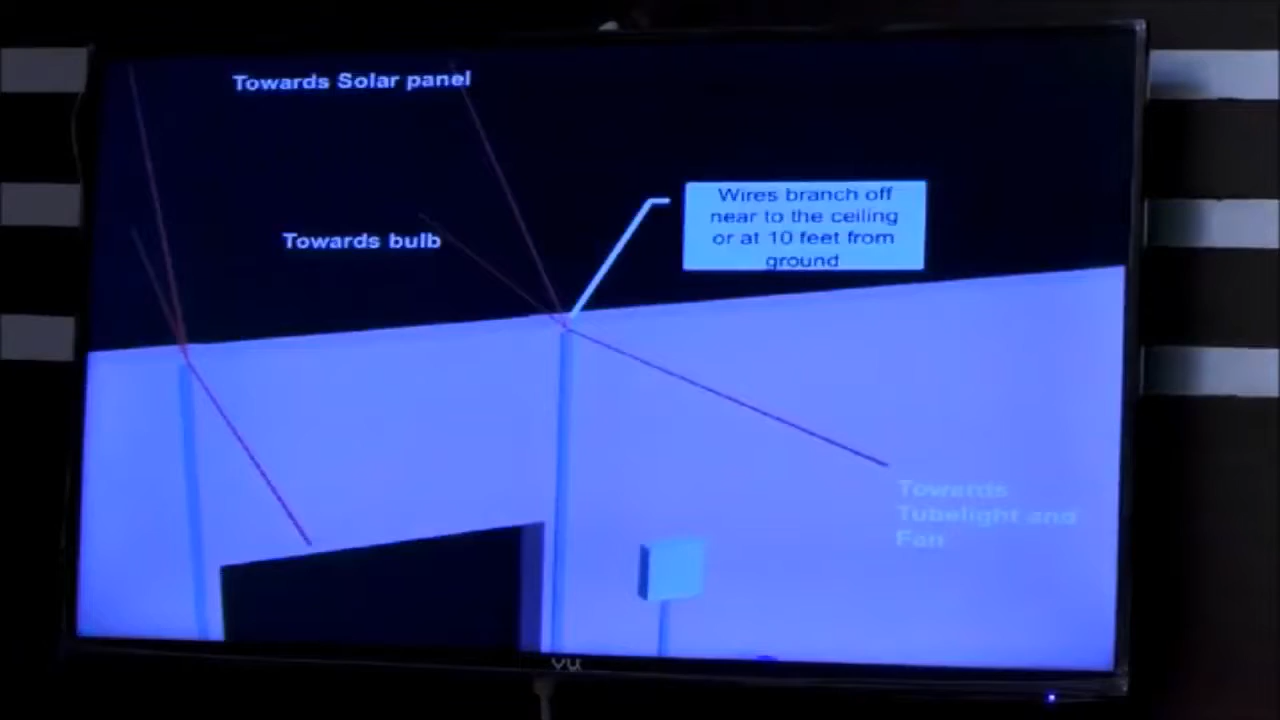 Towards Solar panel
Wires branch off
near to the ceiling
or at 10 feet from
ground
Towards bulb
Towards
Tubelight and
Fan
VU